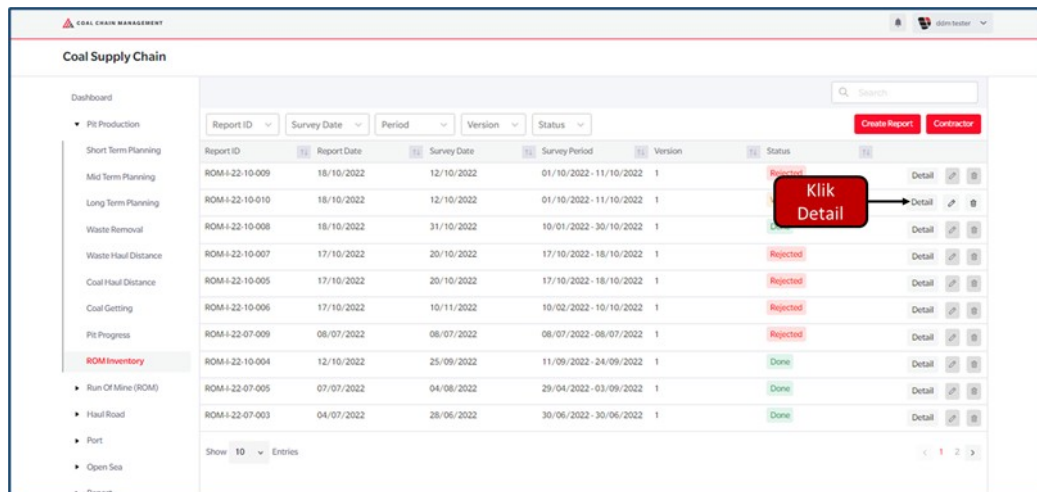 COAL CHAIN MANAGEMENT
ddm tester
Coal Supply Chain
Search
Dashboard
Pit Production
Short Term Planning
Mid Term Planning
Long Term Planning
Waste Removal
Waste Haul Distance
Coal Haul Distance
Coal Getting
Pit Progress
ROM Inventory
Run Of Mine (ROM)
Haul Road
Port
Open Sea
Report ID Survey Date Period Version Status Create Report Contractor
Report ID Report Date Survey Date Survey Period Version Status
ROM-I-22-10-009 18/10/2022 12/10/2022 01/10/2022 - 11/10/2022 1 Rejected Detail
ROM-I-22-10-010 18/10/2022 12/10/2022 01/10/2022 - 11/10/2022 1 Detail
Klik
Detail
ROM-I-22-10-008 18/10/2022 31/10/2022 10/01/2022 - 30/10/2022 1 Done Detail
ROM-I-22-10-007 17/10/2022 20/10/2022 17/10/2022 - 18/10/2022 1 Rejected Detail
ROM-I-22-10-005 17/10/2022 20/10/2022 17/10/2022 - 18/10/2022 1 Rejected Detail
ROM-I-22-10-006 17/10/2022 10/11/2022 10/02/2022 - 10/10/2022 1 Rejected Detail
ROM-I-22-07-009 08/07/2022 08/07/2022 08/07/2022 - 08/07/2022 1 Rejected Detail
ROM-I-22-10-004 12/10/2022 25/09/2022 11/09/2022 - 24/09/2022 1 Done Detail
ROM-I-22-07-005 07/07/2022 04/08/2022 29/04/2022 - 03/09/2022 1 Done Detail
ROM-I-22-07-003 04/07/2022 28/06/2022 30/06/2022 - 30/06/2022 1 Done Detail
Show 10 Entries
1 2